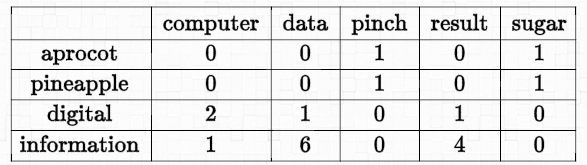 computer data pinch result sugar
aprocot 0 0 1 0 1
pineapple 0 0 1 0 1
digital 2 1 0 1 0
information 1 6 0 4 0